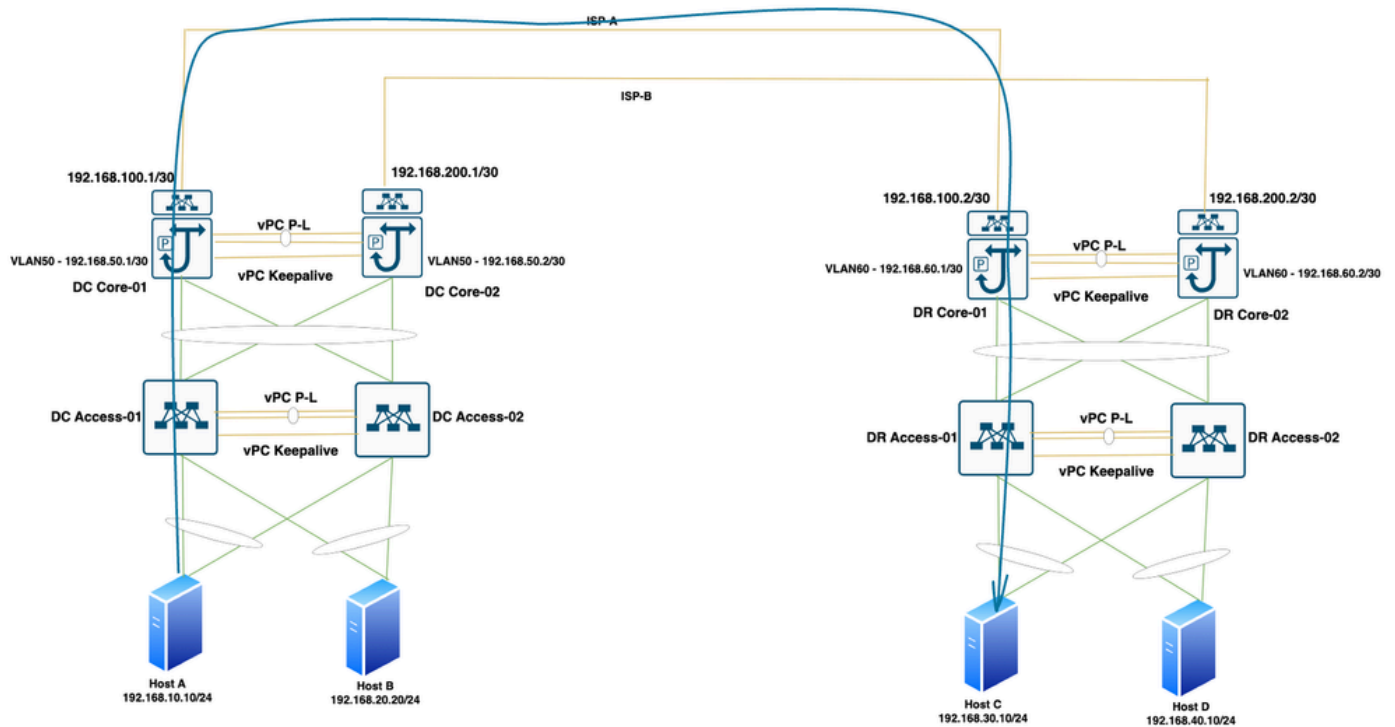 ISP-A
ISP-B
192.168.100.1/30
192.168.200.1/30
192.168.100.2/30
192.168.200.2/30
vPC P-L
P
P
VLAN50 - 192.168.50.1/30
VLAN50 - 192.168.50.2/30
vPC Keepalive
DC Core-01
DC Core-02
vPC P-L
P
P
VLAN60 - 192.168.60.1/30
VLAN60 - 192.168.60.2/30
vPC Keepalive
DR Core-01
DR Core-02
vPC P-L
DC Access-01
DC Access-02
vPC Keepalive
vPC P-L
DR Access-01
DR Access-02
vPC Keepalive
Host A
192.168.10.10/24
Host B
192.168.20.20/24
Host C
192.168.30.10/24
Host D
192.168.40.10/24